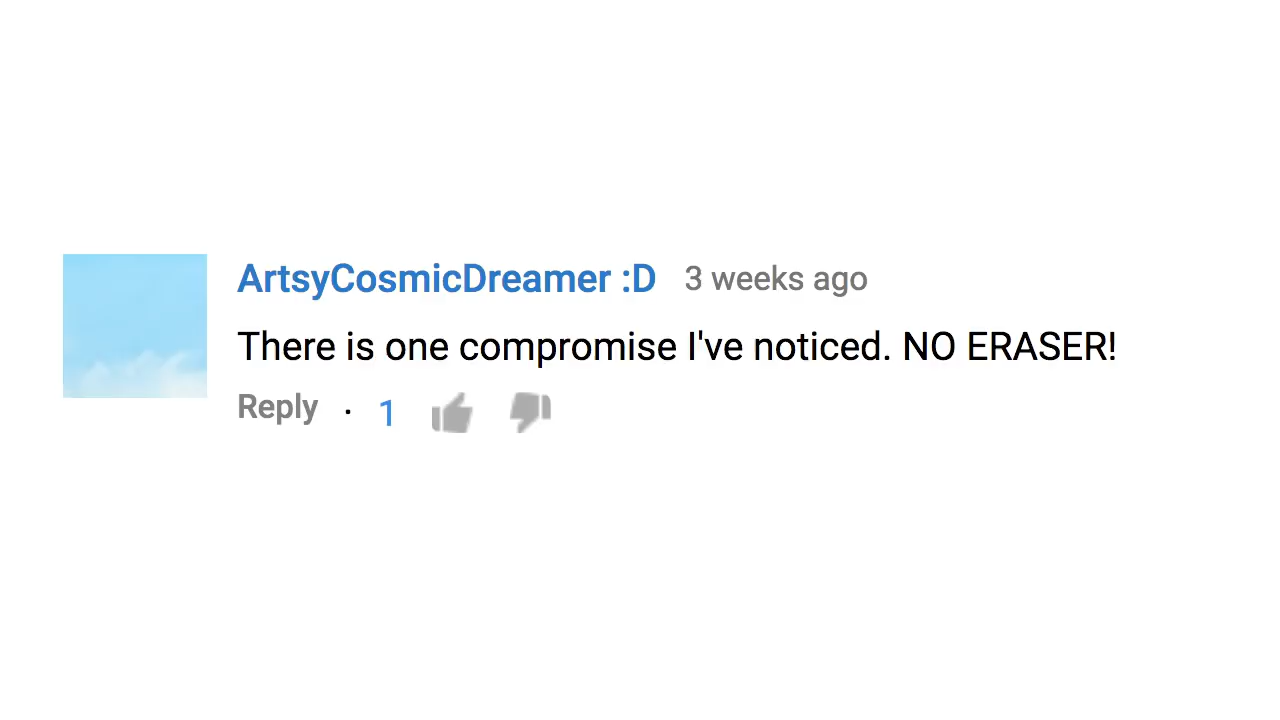 ArtsyCosmicDreamer :D 3 weeks ago
There is one compromise I've noticed. NO ERASER!
Reply · 1